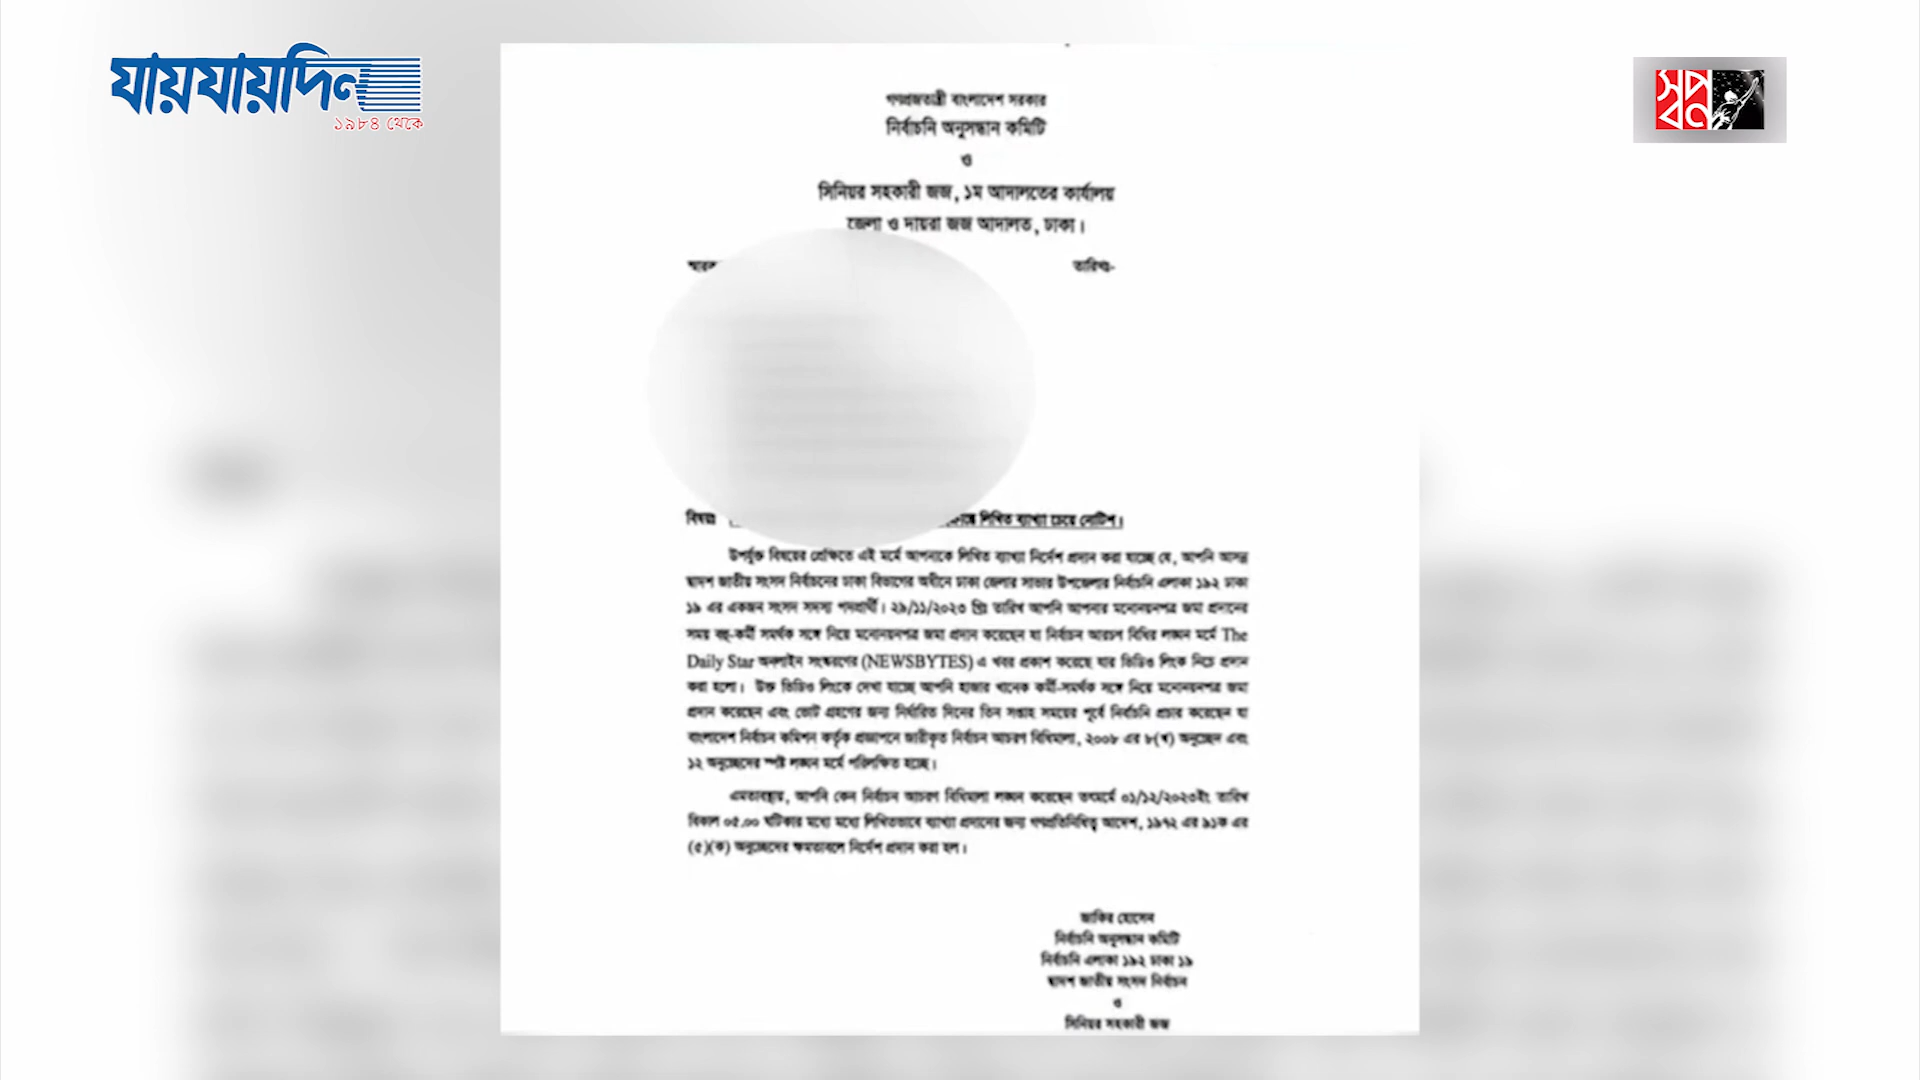 যায়যায়দিন
১৯৮৪ থেকে
গণপ্রজতন্ত্রী বাংলাদেশ সরকার
নির্বাচনি অনুসন্ধান কমিটি
ও
সিনিয়র সহকারী জজ, ১ম আদালতের কার্যালয়
জেলা ও দায়রা জজ আদালত, ঢাকা।
তারিখঃ-
বিষয়ঃ লিখিত ব্যাখ্যা চেয়ে নোটিশ।
উপর্যুক্ত বিষয়ের প্রেক্ষিতে এই মর্মে আপনাকে লিখিত ব্যাখ্যা নির্দেশ প্রদান করা যাচ্ছে যে, আপনি আসন্ন
দ্বাদশ জাতীয় সংসদ নির্বাচনের ঢাকা বিভাগের অধীনে ঢাকা জেলার সাভার উপজেলার নির্বাচনি এলাকা ১৯২ ঢাকা
১৯ এর একজন সংসদ সদস্য পদপ্রার্থী। ২৯/১১/২০২৩ খ্রিঃ তারিখ আপনি আপনার মনোনয়নপত্র জমা প্রদানের
সময় বহু-কর্মী সমর্থক সঙ্গে নিয়ে মনোনয়নপত্র জমা প্রদান করেছেন যা নির্বাচন আচরণ বিধির লঙ্ঘন মর্মে The
Daily Star অনলাইন সংস্করণের (NEWSBYTES) এ খবর প্রকাশ করেছে যার ভিডিও লিংক নিচে প্রদান
করা হলো। উক্ত ভিডিও লিংকে দেখা যাচ্ছে আপনি হাজার খানেক কর্মী-সমর্থক সঙ্গে নিয়ে মনোনয়নপত্র জমা
প্রদান করেছেন এবং ভোট গ্রহণের জন্য নির্ধারিত দিনের তিন সপ্তাহ সময়ের পূর্বে নির্বাচনি প্রচার করেছেন যা
বাংলাদেশ নির্বাচন কমিশন কর্তৃক প্রজ্ঞাপনে জারীকৃত নির্বাচন আচরণ বিধিমালা, ২০০৮ এর ৮(খ) অনুচ্ছেদ এবং
১২ অনুচ্ছেদের স্পষ্ট লঙ্ঘন মর্মে পরিলক্ষিত হচ্ছে।
এমতাবস্থায়, আপনি কেন নির্বাচন আচরণ বিধিমালা লঙ্ঘন করেছেন তৎমর্মে ০১/১২/২০২৩ইং তারিখ
বিকাল ০৫.০০ ঘটিকার মধ্যে মধ্যে লিখিতভাবে ব্যাখ্যা প্রদানের জন্য গণপ্রতিনিধিত্ব আদেশ, ১৯৭২ এর ৯১ক এর
(৫)(ক) অনুচ্ছেদের ক্ষমতাবলে নির্দেশ প্রদান করা হল।
জাকির হোসেন
নির্বাচনি অনুসন্ধান কমিটি
নির্বাচনি এলাকা ১৯২ ঢাকা ১৯
দ্বাদশ জাতীয় সংসদ নির্বাচন
ও
সিনিয়র সহকারী জজ